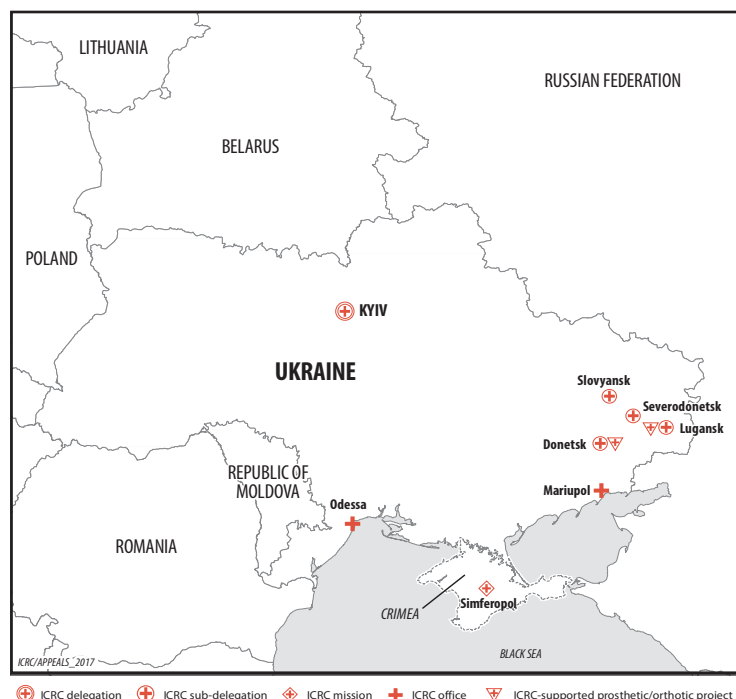 LITHUANIA
RUSSIAN FEDERATION
BELARUS
POLAND
KYIV
UKRAINE
Slovyansk
Severodonetsk
Lugansk
Donetsk
REPUBLIC OF
MOLDOVA
Mariupol
Odessa
ROMANIA
Simferopol
CRIMEA
BLACK SEA
ICRC/APPEALS_2017
ICRC delegation ICRC sub-delegation ICRC mission ICRC office ICRC-supported prosthetic/orthotic project